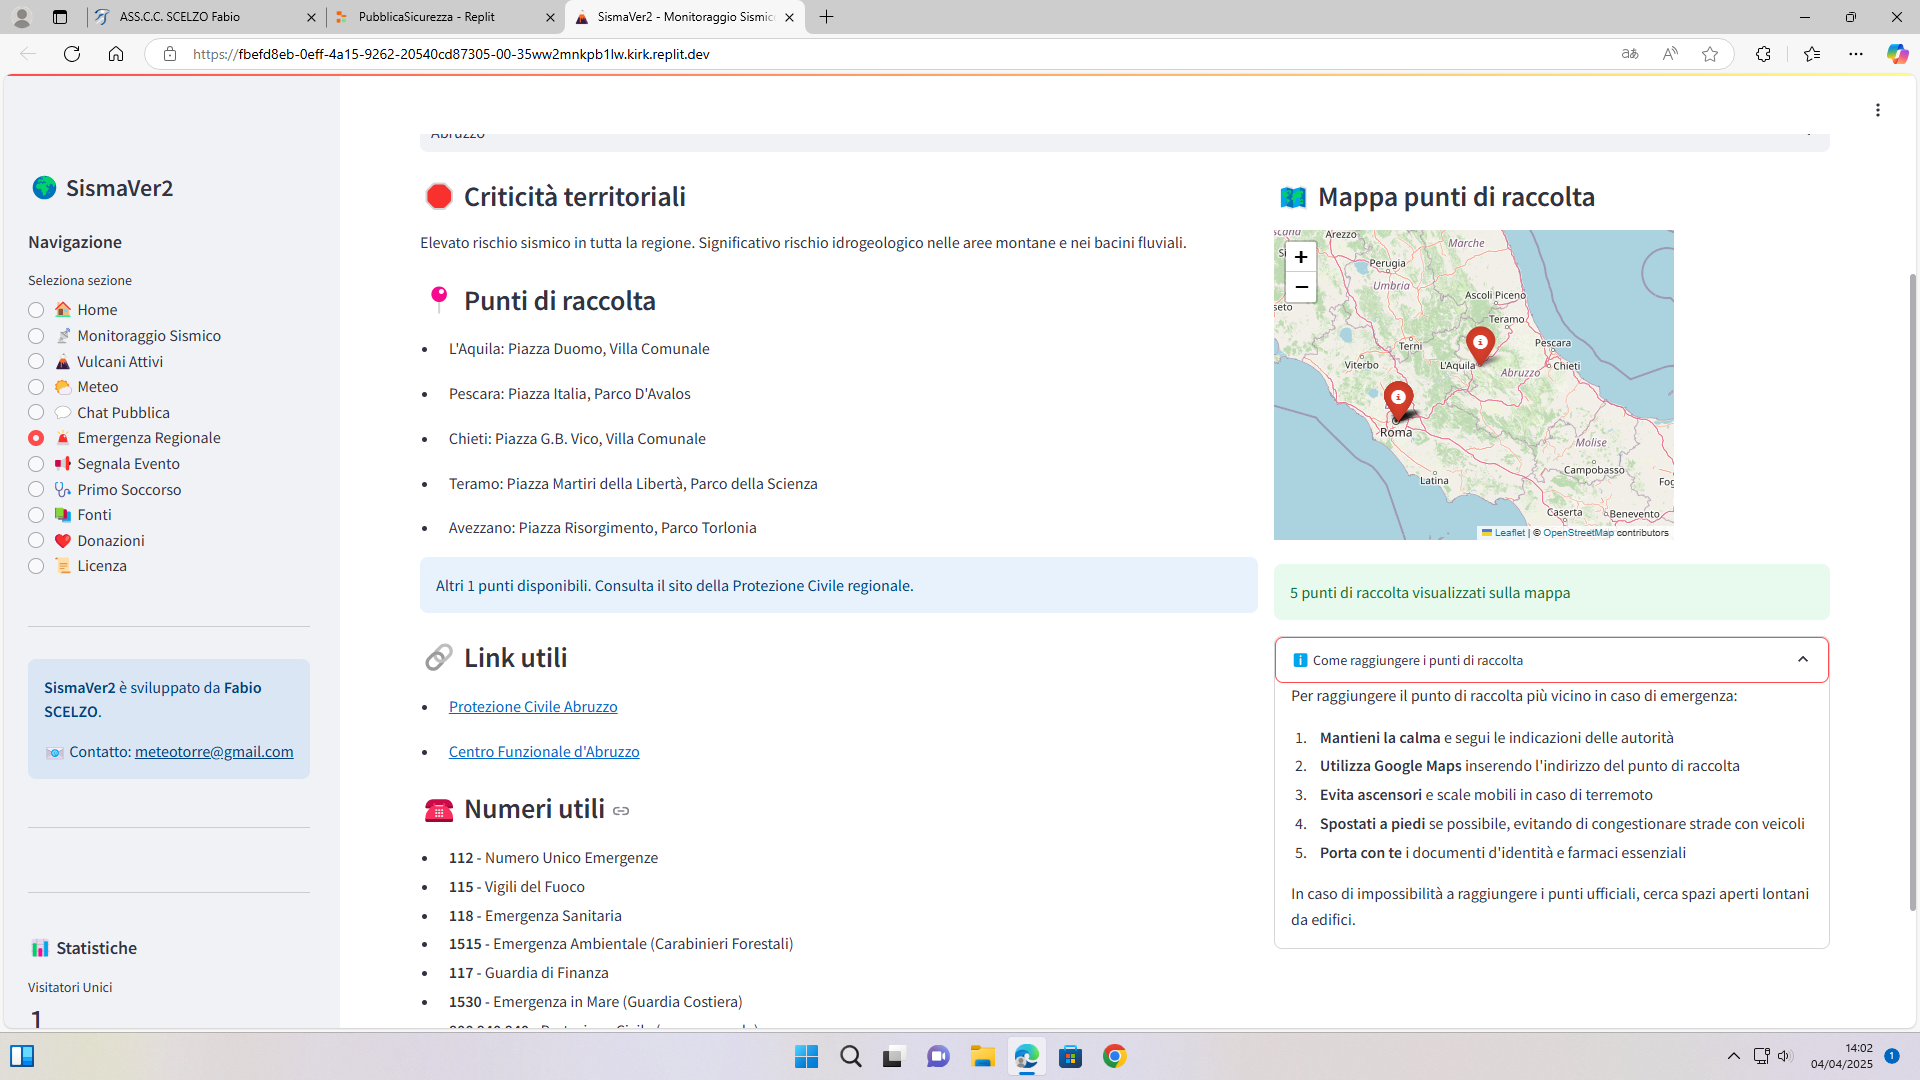 ASS.C.C. SCELZO Fabio
PubblicaSicurezza - Replit
SismaVer2 - Monitoraggio Sismic
https://fbefd8eb-0eff-4a15-9262-20540cd87305-00-35ww2mnkpb1lw.kirk.replit.dev
SismaVer2
Navigazione
Seleziona sezione
Home
Monitoraggio Sismico
Vulcani Attivi
Meteo
Chat Pubblica
Emergenza Regionale
Segnala Evento
Primo Soccorso
Fonti
Donazioni
Licenza
SismaVer2 è sviluppato da Fabio
SCELZO.
Contatto: meteotorre@gmail.com
Statistiche
Visitatori Unici
1
Abruzzo
Criticità territoriali
Elevato rischio sismico in tutta la regione. Significativo rischio idrogeologico nelle aree montane e nei bacini fluviali.
Punti di raccolta
L'Aquila: Piazza Duomo, Villa Comunale
Pescara: Piazza Italia, Parco D'Avalos
Chieti: Piazza G.B. Vico, Villa Comunale
Teramo: Piazza Martiri della Libertà, Parco della Scienza
Avezzano: Piazza Risorgimento, Parco Torlonia
Altri 1 punti disponibili. Consulta il sito della Protezione Civile regionale.
Link utili
Protezione Civile Abruzzo
Centro Funzionale d'Abruzzo
Numeri utili
112 - Numero Unico Emergenze
115 - Vigili del Fuoco
118 - Emergenza Sanitaria
1515 - Emergenza Ambientale (Carabinieri Forestali)
117 - Guardia di Finanza
1530 - Emergenza in Mare (Guardia Costiera)
Mappa punti di raccolta
+
−
scana
Arezzo
Marche
Perugia
Umbria
seto
Ascoli Piceno
Teramo
Terni
Pescara
Viterbo
L'Aquila
Chieti
Abruzzo
Roma
Molise
Campobasso
Latina
Fog
Caserta
Benevento
Leaflet | © OpenStreetMap contributors
5 punti di raccolta visualizzati sulla mappa
Come raggiungere i punti di raccolta
Per raggiungere il punto di raccolta più vicino in caso di emergenza:
1. Mantieni la calma e segui le indicazioni delle autorità
2. Utilizza Google Maps inserendo l'indirizzo del punto di raccolta
3. Evita ascensori e scale mobili in caso di terremoto
4. Spostati a piedi se possibile, evitando di congestionare strade con veicoli
5. Porta con te i documenti d'identità e farmaci essenziali
In caso di impossibilità a raggiungere i punti ufficiali, cerca spazi aperti lontani
da edifici.
14:02
04/04/2025
1